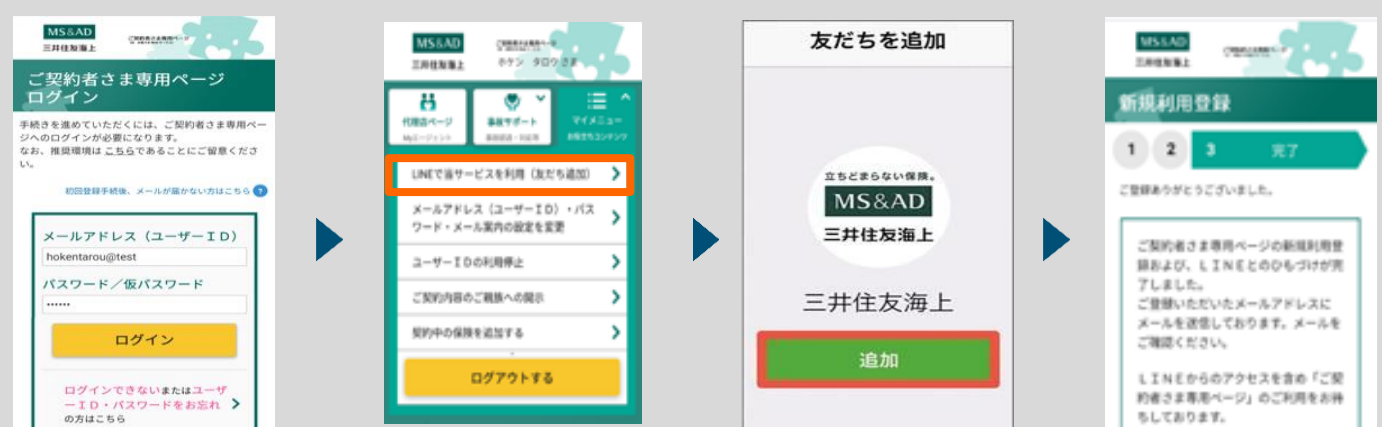 MS&AD
三井住友海上
ご契約者さま専用ページ
ログイン
手続きを進めていただくには、ご契約者さま専用ペー
ジへのログインが必要になります。
なお、推奨環境は こちらであることにご留意くださ
い。
初回登録手続後、メールが届かない方はこちら ?
メールアドレス（ユーザーＩＤ）
hokentarou@test
パスワード／仮パスワード
••••••
ログイン
ログインできないまたはユーザ
ーＩＤ・パスワードをお忘れ
の方はこちら
MS&AD
三井住友海上
ホケン タロウ さま
代理店ページ
Myエージェント
事故サポート
マイメニュー
お役立ちコンテンツ
LINEで当サービスを利用（友だち追加）
メールアドレス（ユーザーＩＤ）・パス
ワード・メール案内の設定を変更
ユーザーＩＤの利用停止
ご契約内容のご親族への開示
契約中の保険を追加する
ログアウトする
友だちを追加
立ちどまらない保険。
MS&AD
三井住友海上
三井住友海上
追加
MS&AD
三井住友海上
新規利用登録
1 2 3 完了
ご登録ありがとうございました。
ご契約者さま専用ページの新規利用登
録および、ＬＩＮＥとのひもづけが完
了しました。
ご登録いただいたメールアドレスに
メールを送信しております。メールを
ご確認ください。
ＬＩＮＥからのアクセスを含め「ご契
約者さま専用ページ」のご利用をお待
ちしております。